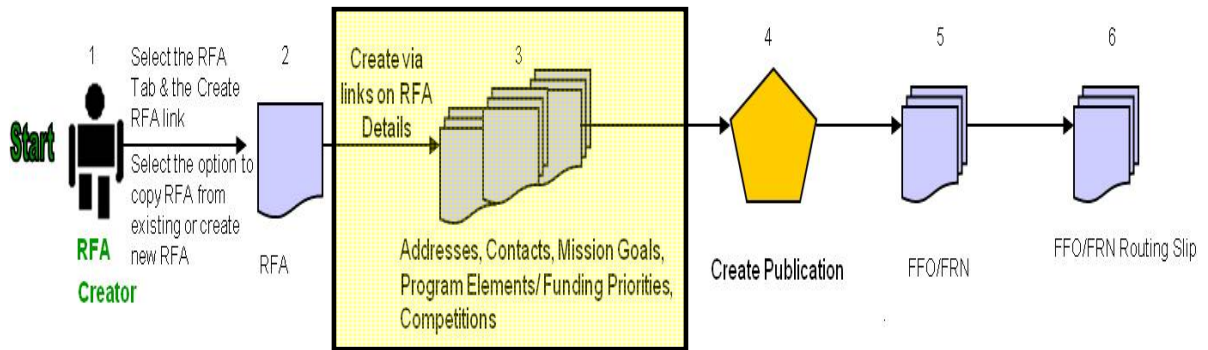 Start
1
Select the RFA
Tab & the Create
RFA link
Select the option to
copy RFA from
existing or create
new RFA
RFA
Creator
2
RFA
Create via
links on RFA
Details
3
Addresses, Contacts, Mission Goals,
Program Elements/ Funding Priorities,
Competitions
4
Create Publication
5
FFO/FRN
6
FFO/FRN Routing Slip